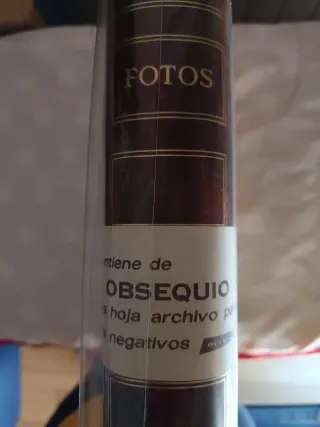 FOTOS
ntiene de
OBSEQUIO
a hoja archivo pa
a negativos